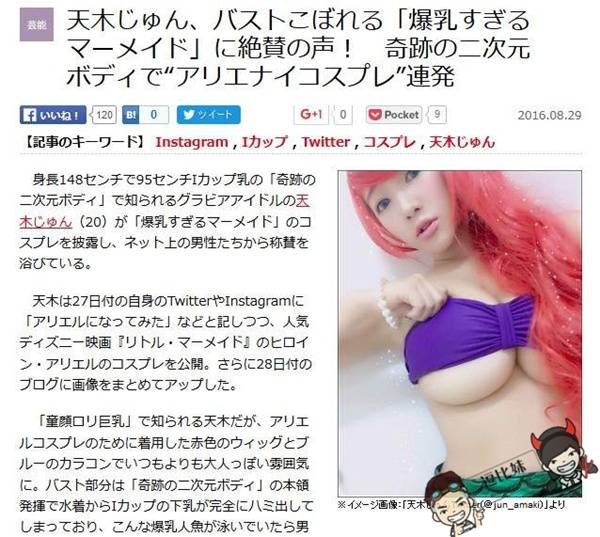 芸能
天木じゅん、バストこぼれる「爆乳すぎる
マーメイド」に絶賛の声！　奇跡の二次元
ボディで“アリエナイコスプレ”連発
いいね！ 120 B! 0 ツイート G+1 0 Pocket 9 2016.08.29
【記事のキーワード】 Instagram , Iカップ , Twitter , コスプレ , 天木じゅん
身長148センチで95センチIカップ乳の「奇跡の
二次元ボディ」で知られるグラビアアイドルの天
木じゅん（20）が「爆乳すぎるマーメイド」のコ
スプレを披露し、ネット上の男性たちから称賛を
浴びている。
天木は27日付の自身のTwitterやInstagramに
「アリエルになってみた」などと記しつつ、人気
ディズニー映画『リトル・マーメイド』のヒロイ
ン・アリエルのコスプレを公開。さらに28日付の
ブログに画像をまとめてアップした。
「童顔ロリ巨乳」で知られる天木だが、アリエ
ルコスプレのために着用した赤色のウィッグとブ
ルーのカラコンでいつもよりも大人っぽい雰囲気
に。バスト部分は「奇跡の二次元ボディ」の本領
発揮で水着からIカップの下乳が完全にハミ出して
しまっており、こんな爆乳人魚が泳いでいたら男
迪比妹
※イメージ画像:「天木じ er(@jun_amaki)」より